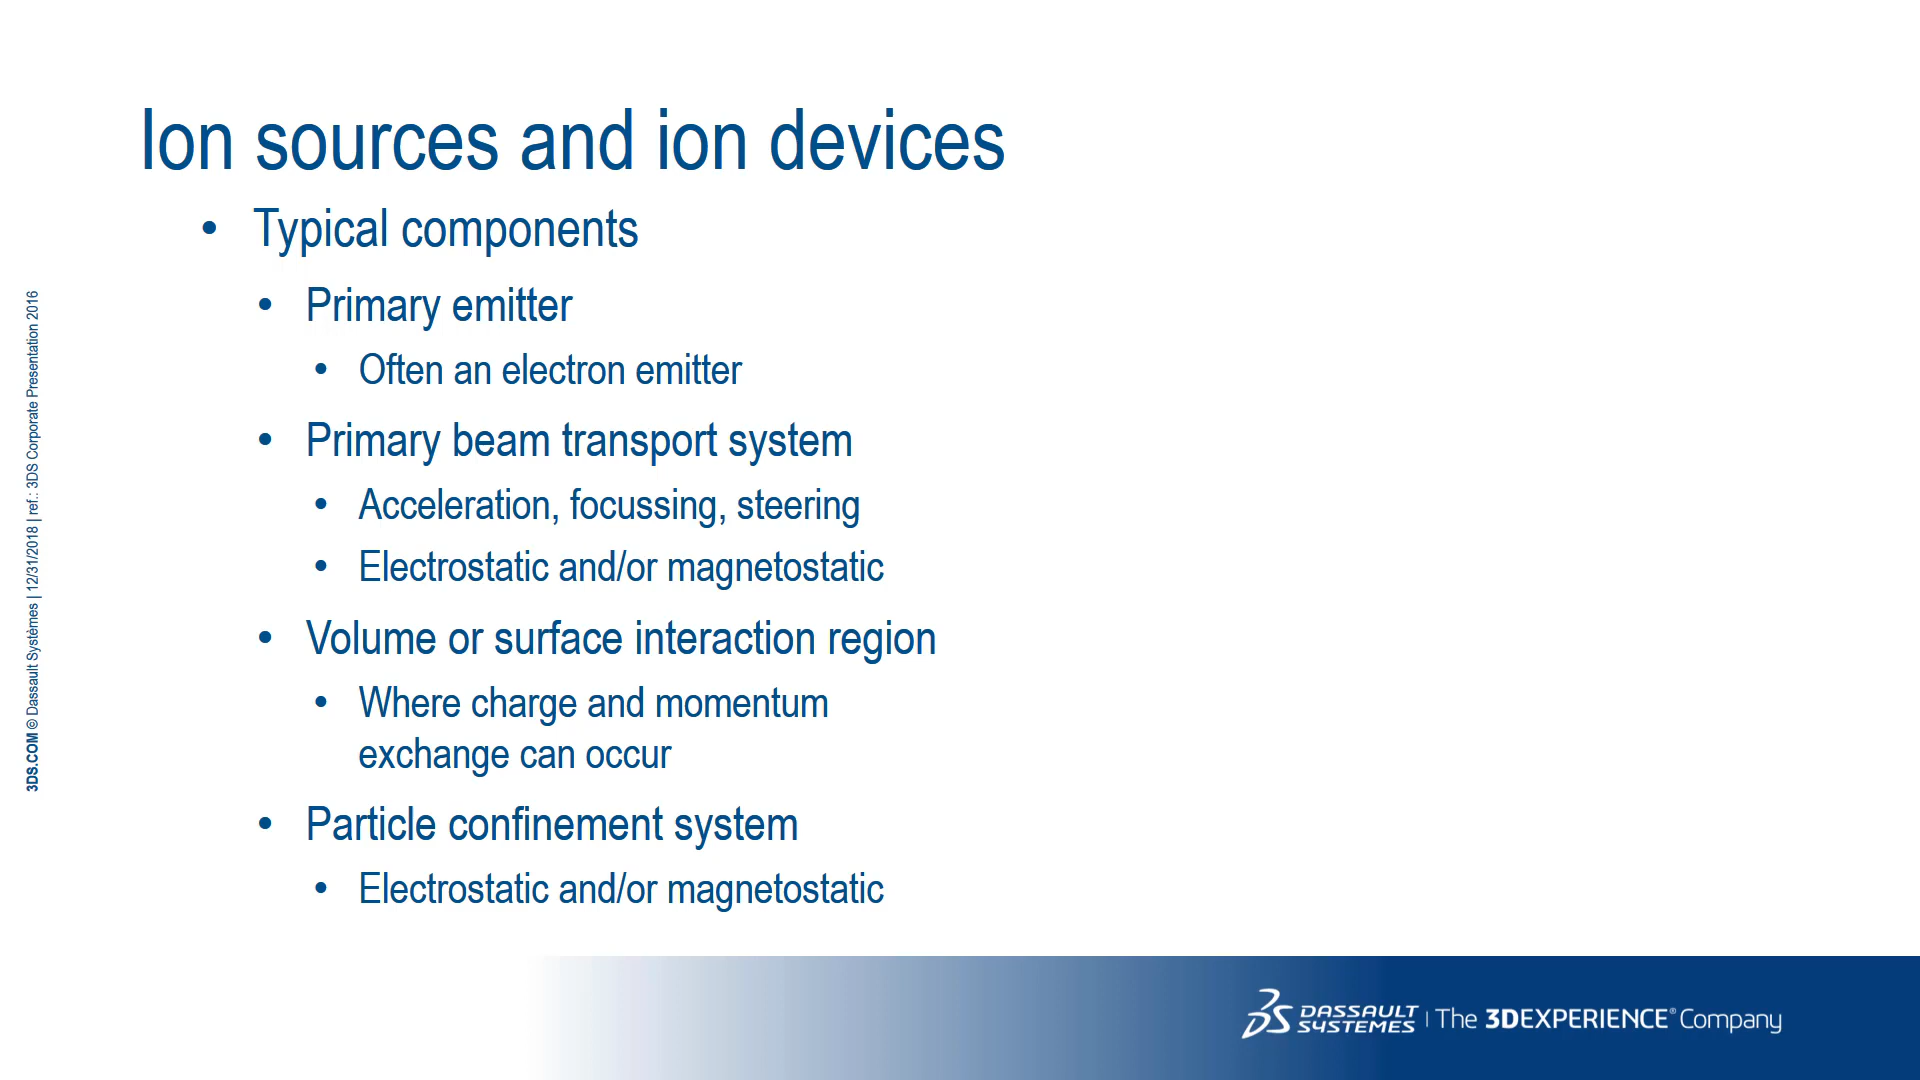 Ion sources and ion devices
• Typical components
• Primary emitter
• Often an electron emitter
• Primary beam transport system
• Acceleration, focussing, steering
• Electrostatic and/or magnetostatic
• Volume or surface interaction region
• Where charge and momentum
exchange can occur
• Particle confinement system
• Electrostatic and/or magnetostatic
3DS.COM © Dassault Systèmes | 12/31/2018 | ref.: 3DS Corporate Presentation 2016
3DS DASSAULT SYSTEMES | The 3DEXPERIENCE® Company